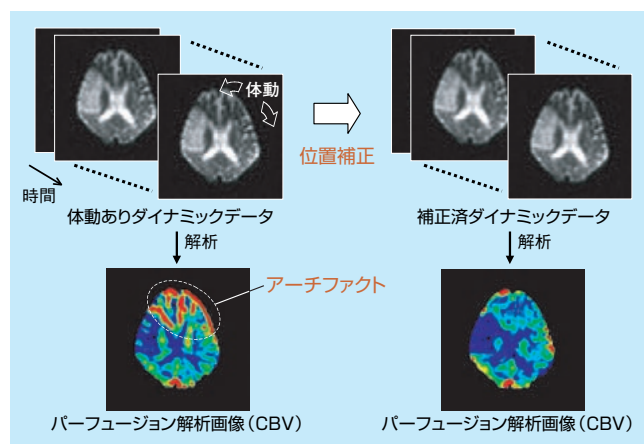 体動
位置補正
時間
体動ありダイナミックデータ
補正済ダイナミックデータ
解析
解析
アーチファクト
パーフュージョン解析画像（CBV）
パーフュージョン解析画像（CBV）